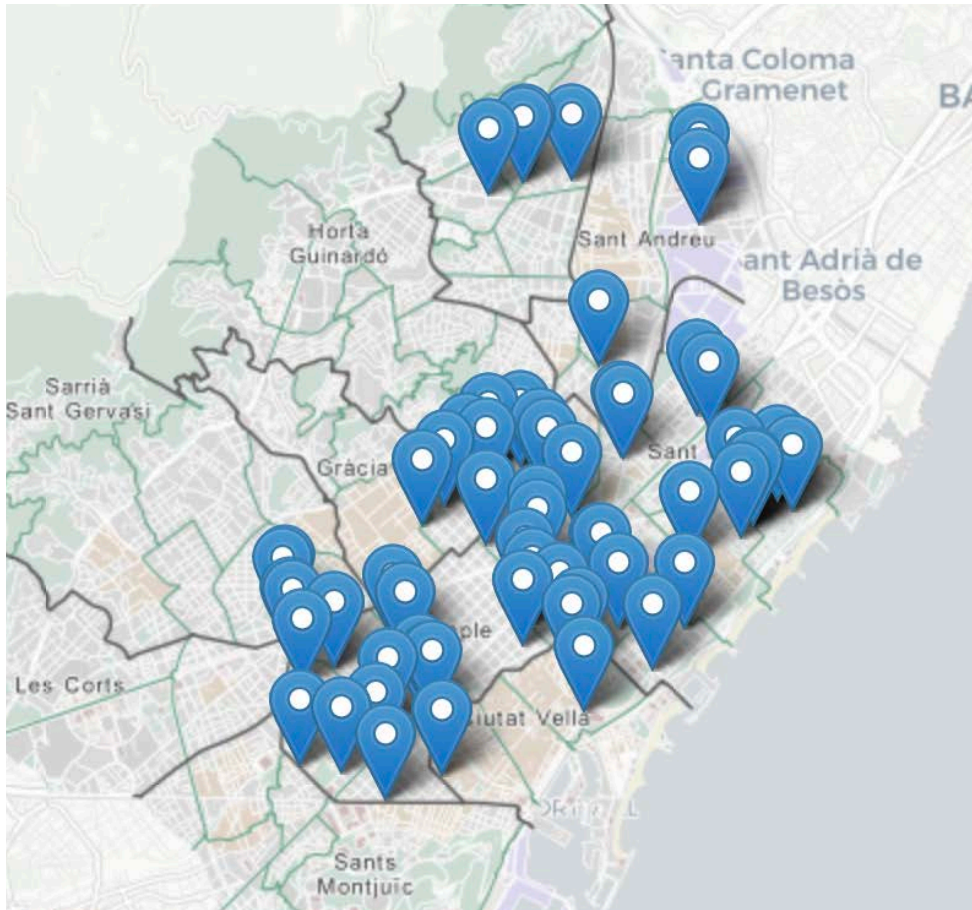 anta Coloma
Gramenet
BA
Horta
Guinardó
Sant Andreu
ant Adrià de
Besòs
Sarrià
Sant Gervasi
Gràcia
Sant
ple
Les Corts
iutat Vella
Sants
Montjuïc